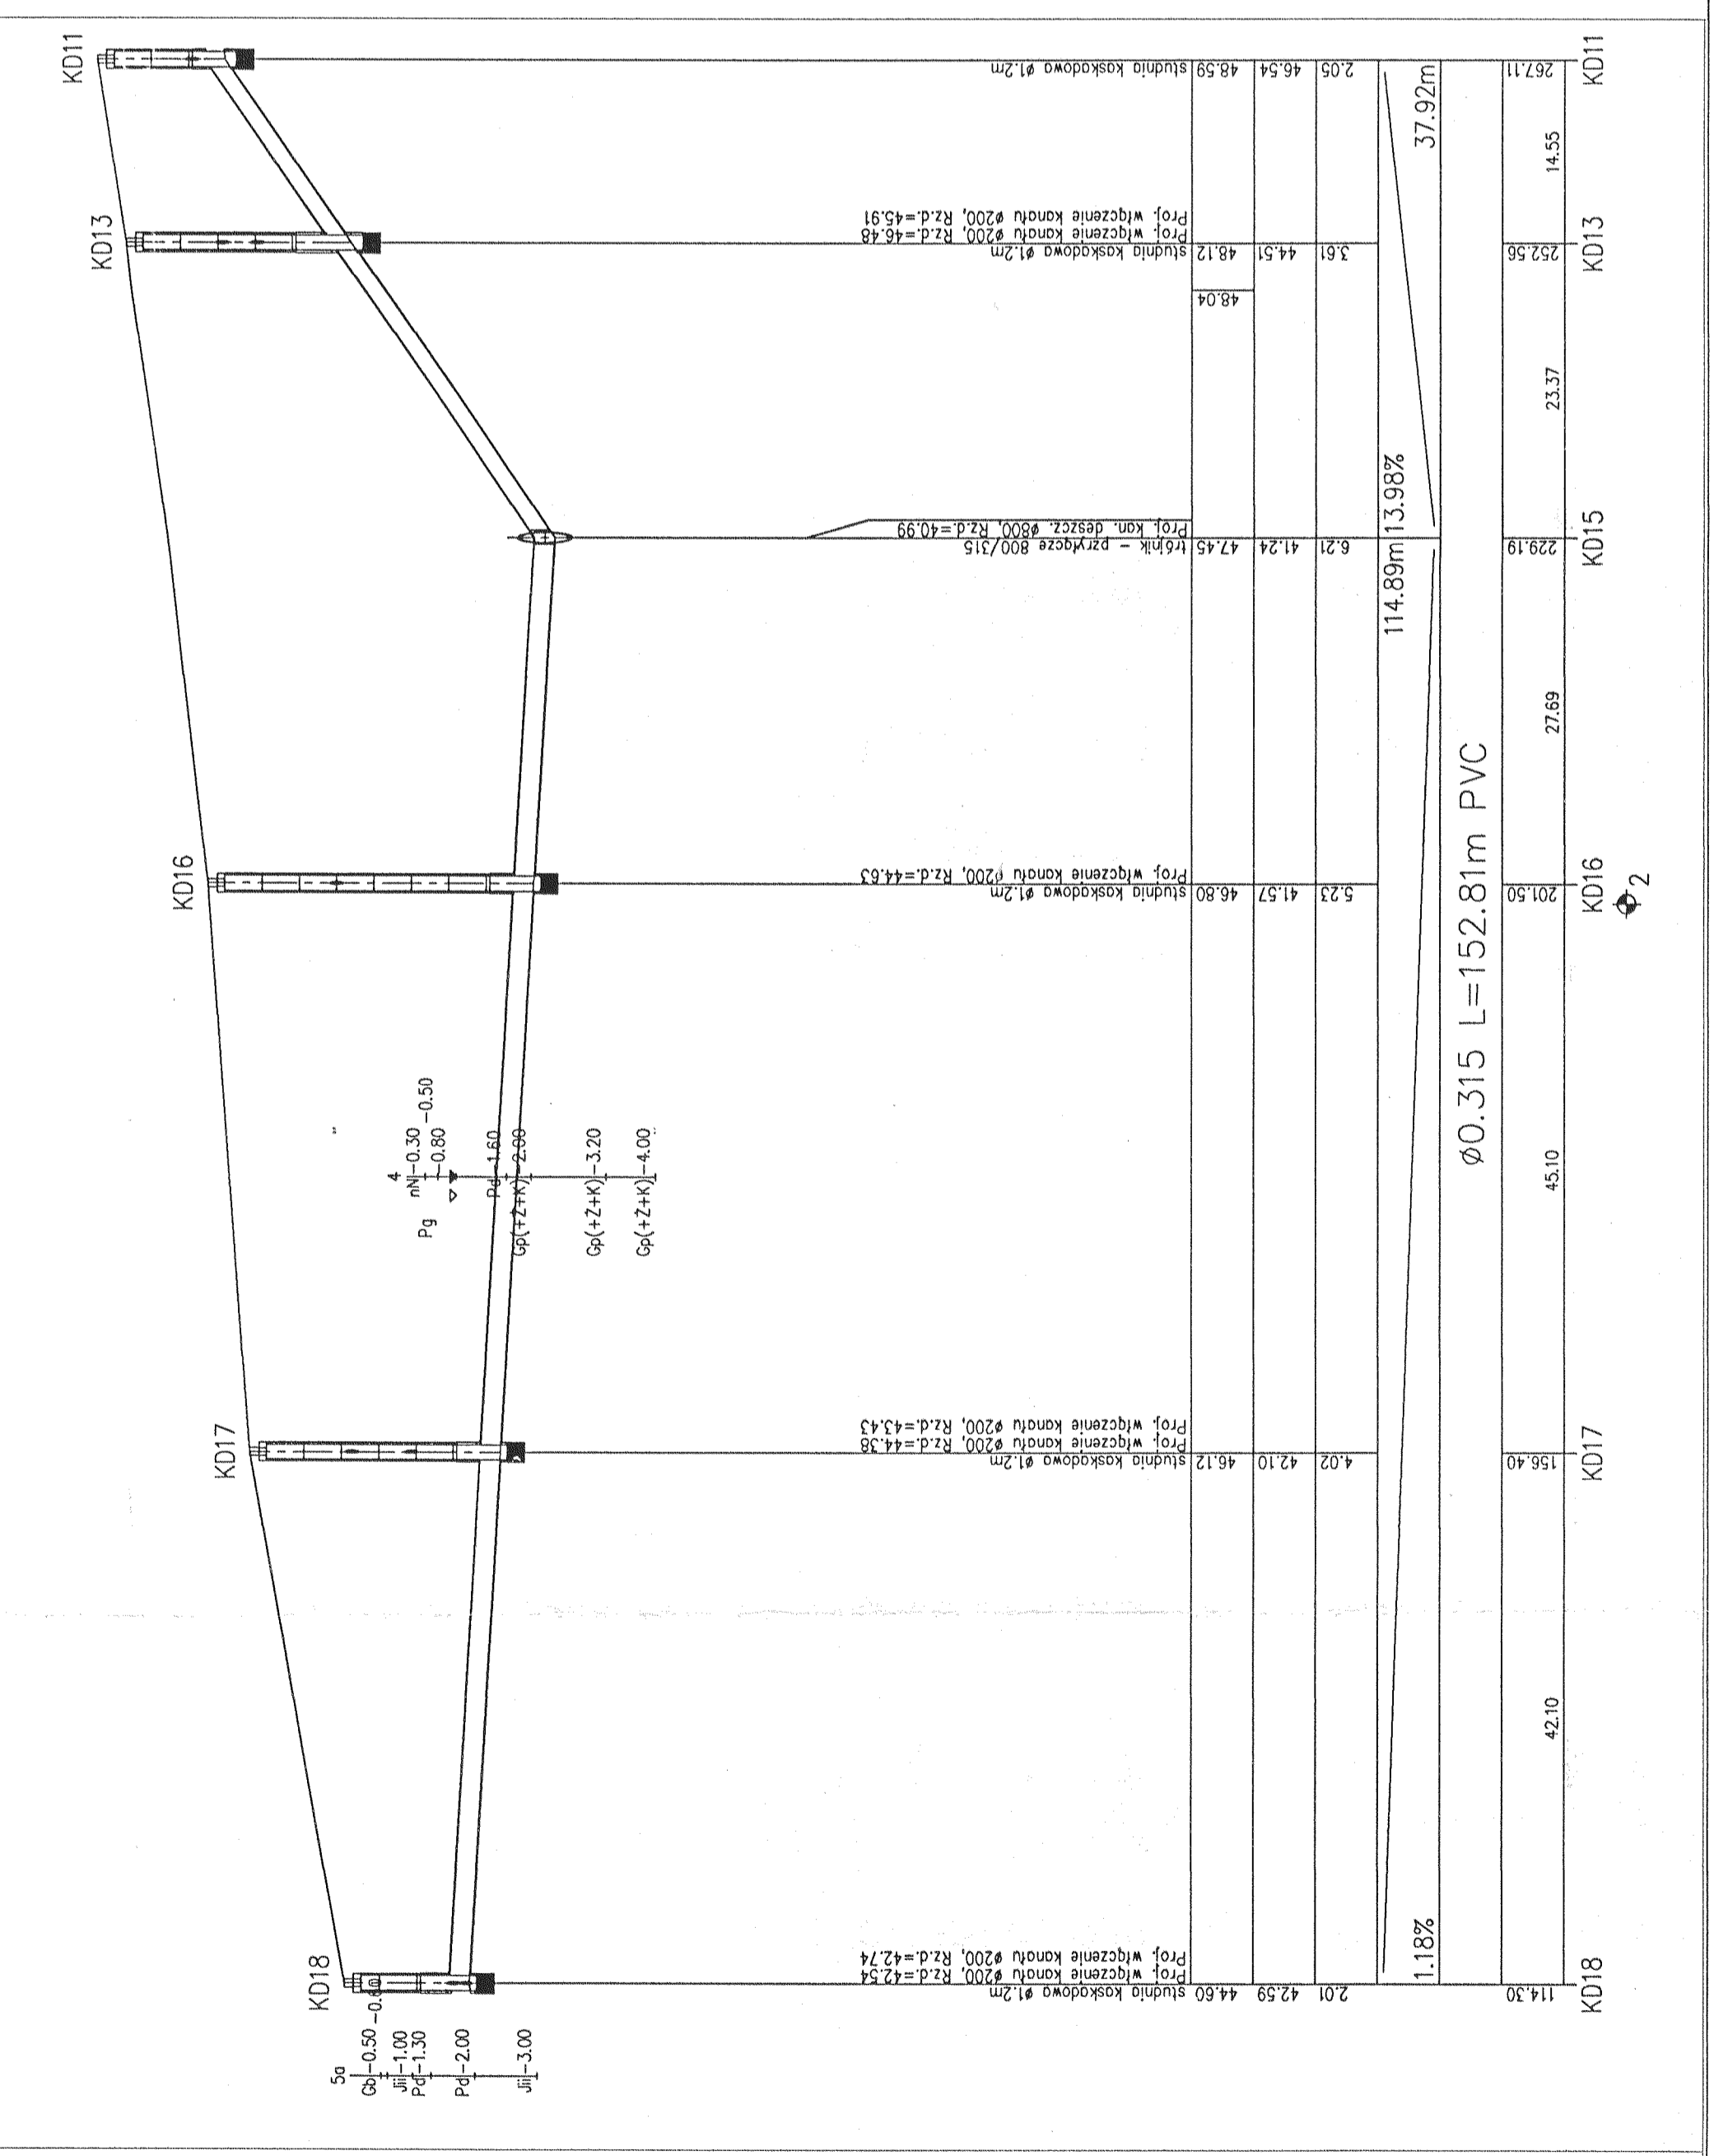 KD18
KD17
KD16
KD13
KD11
5a
Gb -0.50
Jii -1.00
Pd -1.30
Pd -2.00
Jii -3.00
4
nN -0.30 -0.50
-0.80
Pg
Pd -1.60
Gp(+Ż+K) -2.00
Gp(+Ż+K) -3.20
Gp(+Ż+K) -4.00
studnia kaskadowa ø1.2m
Proj. włączenie kanału ø200, Rz.d.=42.54
Proj. włączenie kanału ø200, Rz.d.=42.74
studnia kaskadowa ø1.2m
Proj. włączenie kanału ø200, Rz.d.=44.38
Proj. włączenie kanału ø200, Rz.d.=43.43
studnia kaskadowa ø1.2m
Proj. włączenie kanału ø200, Rz.d.=44.63
trójnik – pzryłącze 800/315
Proj. kan. deszcz. ø800, Rz.d.=40.99
studnia kaskadowa ø1.2m
Proj. włączenie kanału ø200, Rz.d.=46.48
Proj. włączenie kanału ø200, Rz.d.=45.91
studnia kaskadowa ø1.2m
44.60 46.12 46.80 47.45 48.04 48.12 48.59
42.59 42.10 41.57 41.24 44.51 46.54
2.01 4.02 5.23 6.21 3.61 2.05
1.18% 114.89m 13.98% 37.92m
ø0.315 L=152.81m PVC
114.30 156.40 201.50 229.19 252.56 267.11
42.10 45.10 27.69 23.37 14.55
KD18 KD17 KD16 KD15 KD13 KD11
2